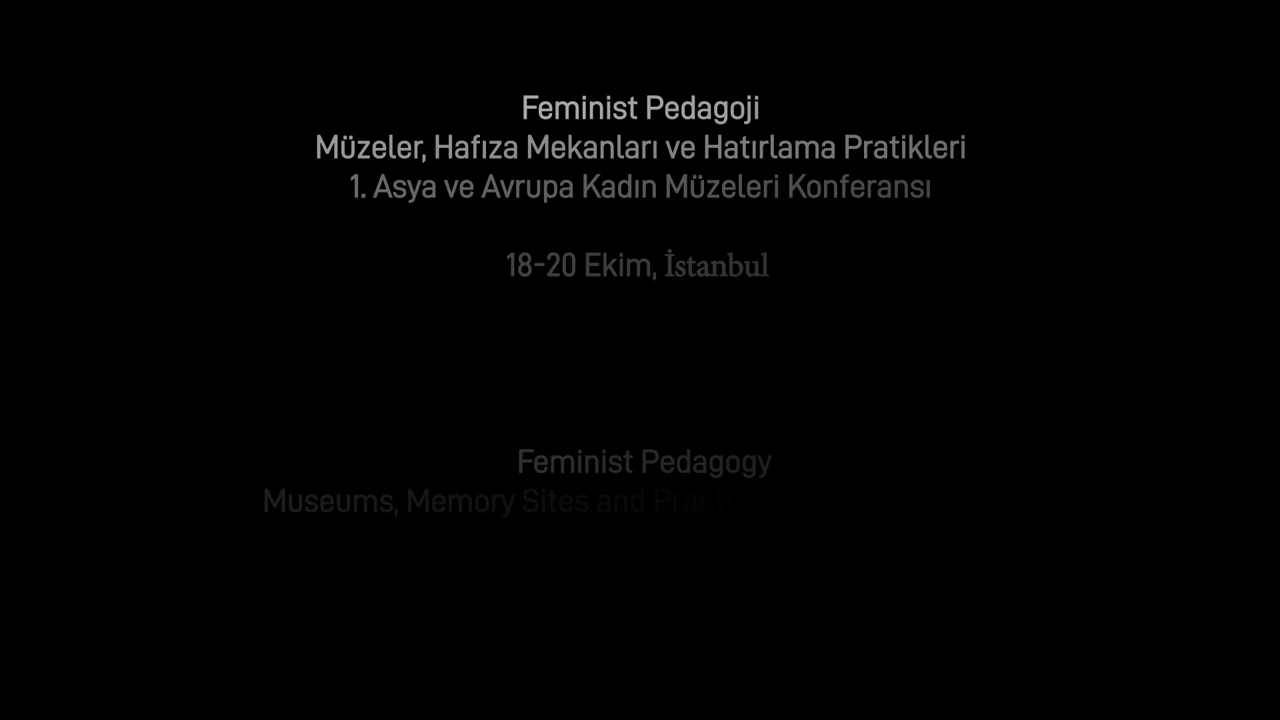 Feminist Pedagoji
Müzeler, Hafıza Mekanları ve Hatırlama Pratikleri
1. Asya ve Avrupa Kadın Müzeleri Konferansı
18-20 Ekim, İstanbul
Feminist Pedagogy
Museums, Memory Sites and